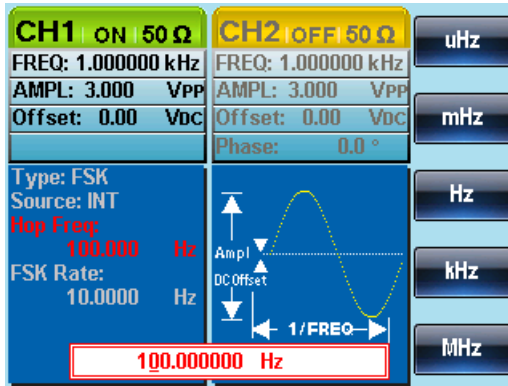 CH1 ON 50 Ω
FREQ: 1.000000 kHz
AMPL: 3.000 VPP
Offset: 0.00 VDC
CH2 OFF 50 Ω
FREQ: 1.000000 kHz
AMPL: 3.000 VPP
Offset: 0.00 VDC
Phase: 0.0 °
Type: FSK
Source: INT
Hop Freq:
100.000 Hz
FSK Rate:
10.0000 Hz
Ampl
DC Offset
1/FREQ
100.000000 Hz
uHz
mHz
Hz
kHz
MHz